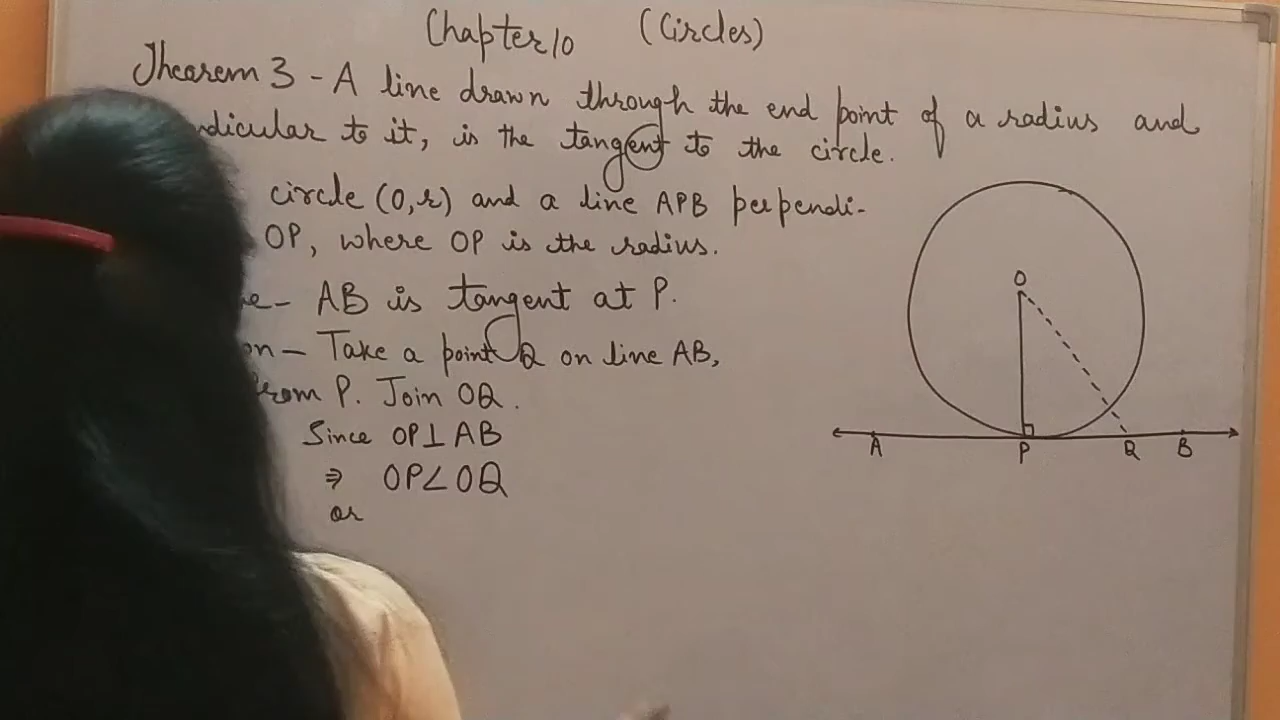 Chapter 10 (Circles)
Theorem 3 - A line drawn through the end point of a radius and
ndicular to it, is the tangent to the circle.
circle (O,r) and a line APB perpendi-
OP, where OP is the radius.
e- AB is tangent at P.
on - Take a point Q on line AB,
from P. Join OQ.
Since OP⊥AB
⇒ OP<OQ
or
O
A P Q B